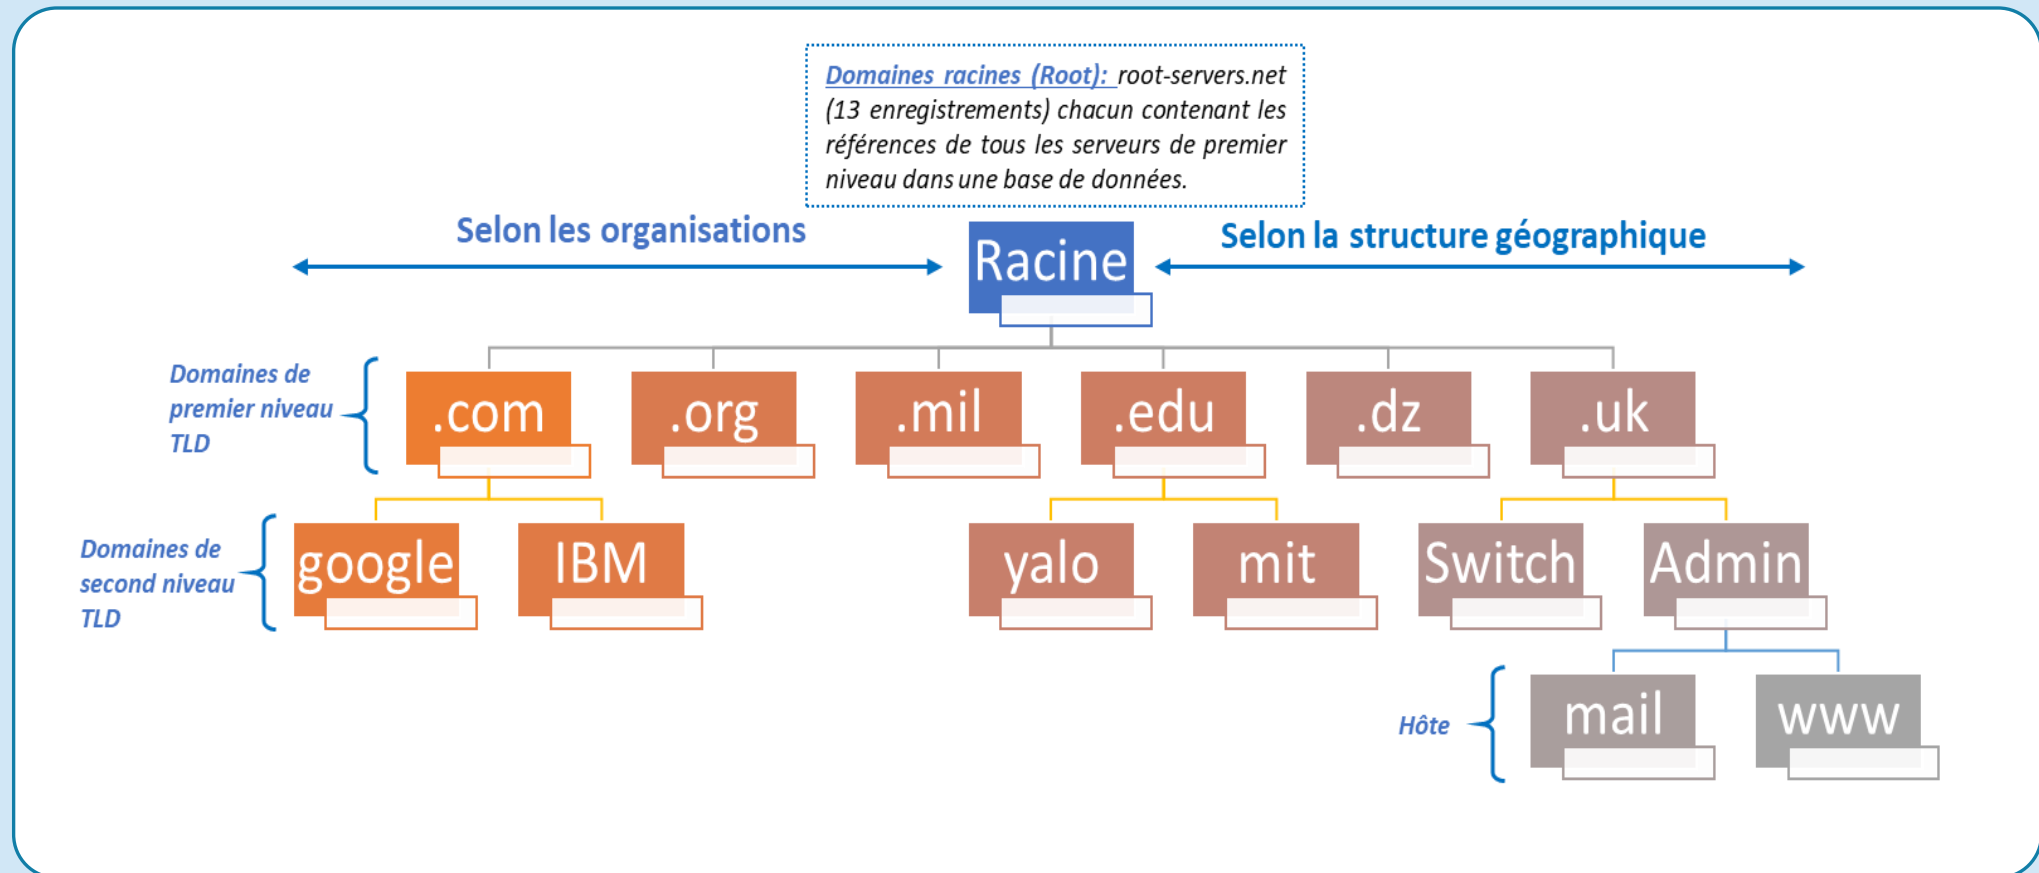 Domaines racines (Root): root-servers.net
(13 enregistrements) chacun contenant les
références de tous les serveurs de premier
niveau dans une base de données.
Selon les organisations
Racine
Selon la structure géographique
Domaines de
premier niveau
TLD
.com
.org
.mil
.edu
.dz
.uk
Domaines de
second niveau
TLD
google
IBM
yalo
mit
Switch
Admin
Hôte
mail
www